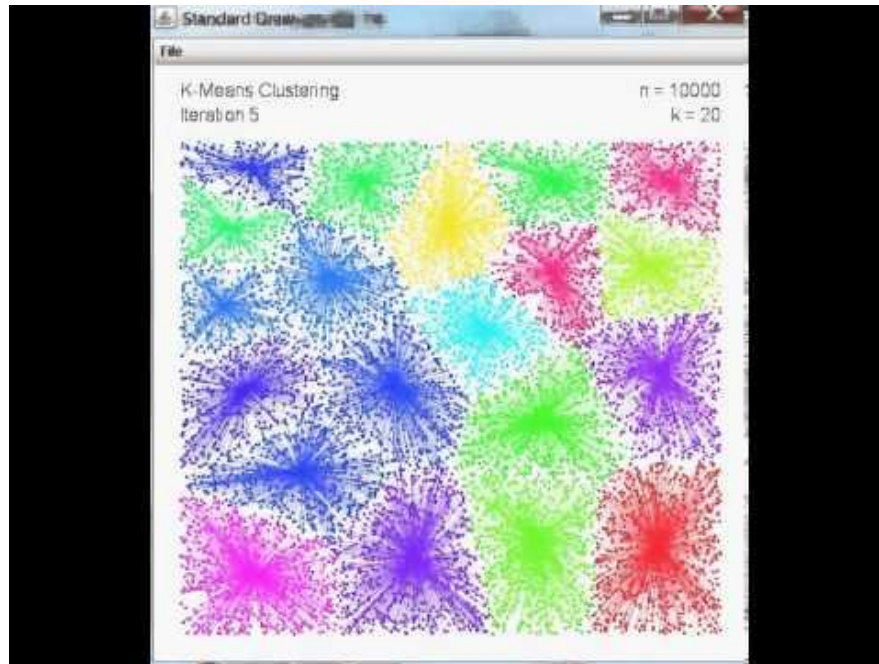 Standard Draw
File
K-Means Clustering
n = 10000
Iteration 5
k = 20